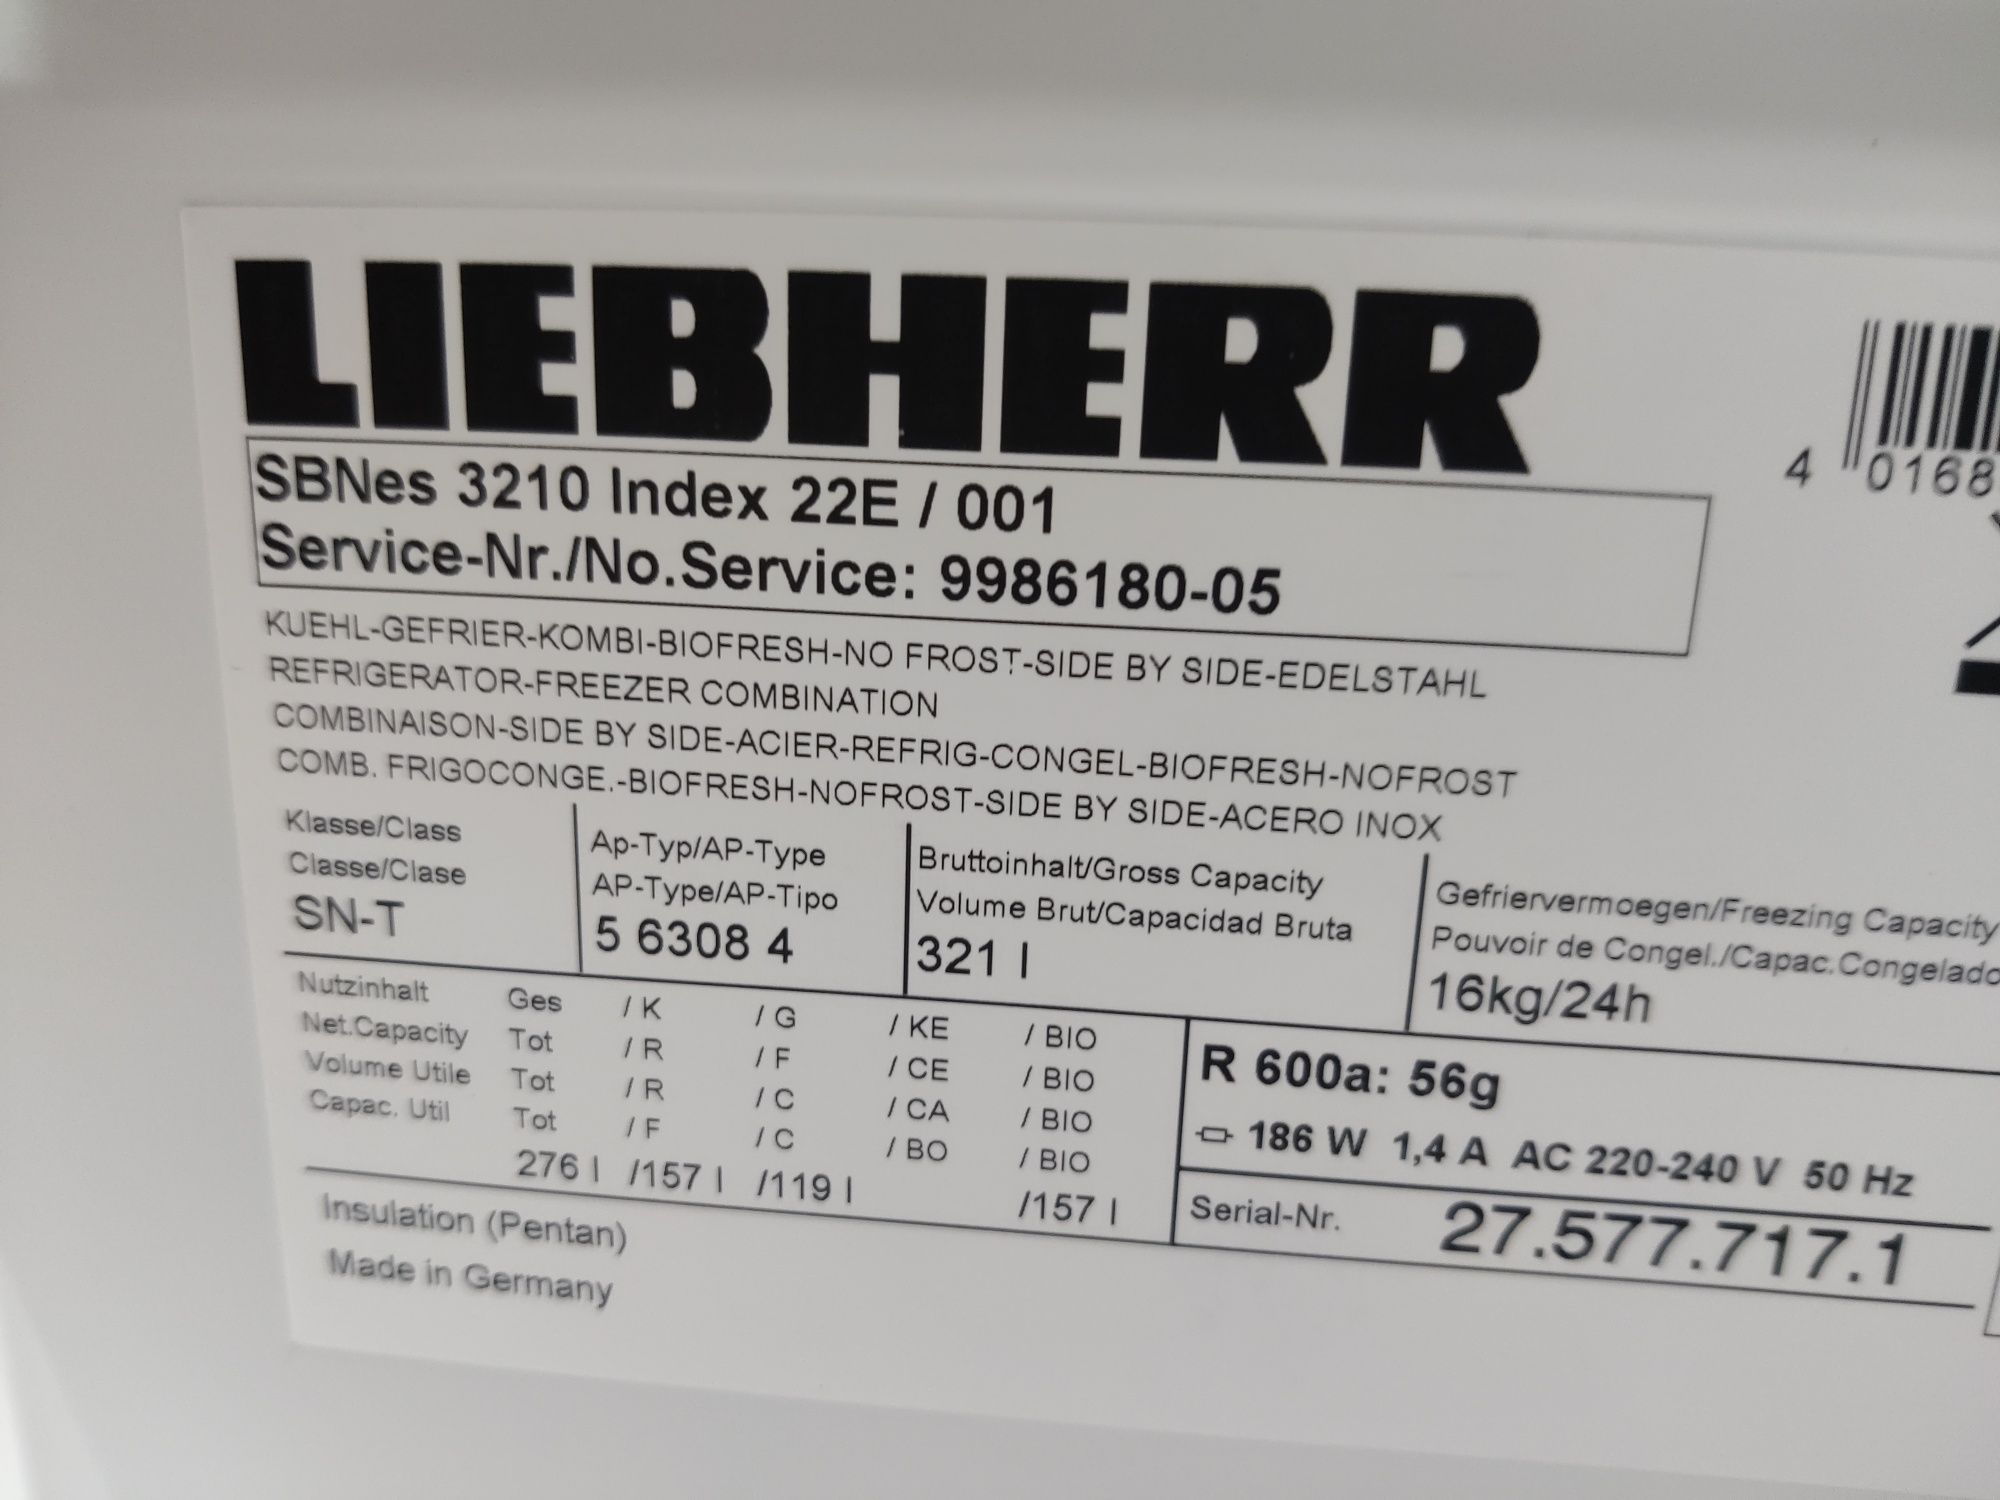 LIEBHERR
SBNes 3210 Index 22E / 001
Service-Nr./No.Service: 9986180-05
4 0168
KUEHL-GEFRIER-KOMBI-BIOFRESH-NO FROST-SIDE BY SIDE-EDELSTAHL
REFRIGERATOR-FREEZER COMBINATION
COMBINAISON-SIDE BY SIDE-ACIER-REFRIG-CONGEL-BIOFRESH-NOFROST
COMB. FRIGOCONGE.-BIOFRESH-NOFROST-SIDE BY SIDE-ACERO INOX
Klasse/Class
Classe/Clase
SN-T
Ap-Typ/AP-Type
AP-Type/AP-Tipo
5 6308 4
Bruttoinhalt/Gross Capacity
Volume Brut/Capacidad Bruta
321 l
Gefriervermoegen/Freezing Capacity
Pouvoir de Congel./Capac.Congelado
16kg/24h
Nutzinhalt Ges / K / G / KE / BIO
Net.Capacity Tot / R / F / CE / BIO
Volume Utile Tot / R / C / CA / BIO
Capac. Util Tot / F / C / BO / BIO
276 l /157 l /119 l /157 l
R 600a: 56g
186 W 1,4 A AC 220-240 V 50 Hz
Serial-Nr. 27.577.717.1
Insulation (Pentan)
Made in Germany